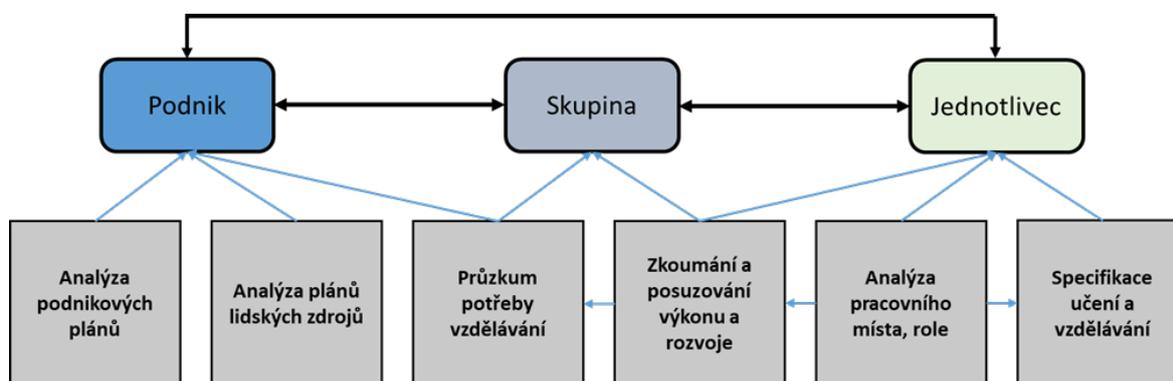 Podnik
Skupina
Jednotlivec
Analýza
podnikových
plánů
Analýza plánů
lidských zdrojů
Průzkum
potřeby
vzdělávání
Zkoumání a
posuzování
výkonu a
rozvoje
Analýza
pracovního
místa, role
Specifikace
učení a
vzdělávání